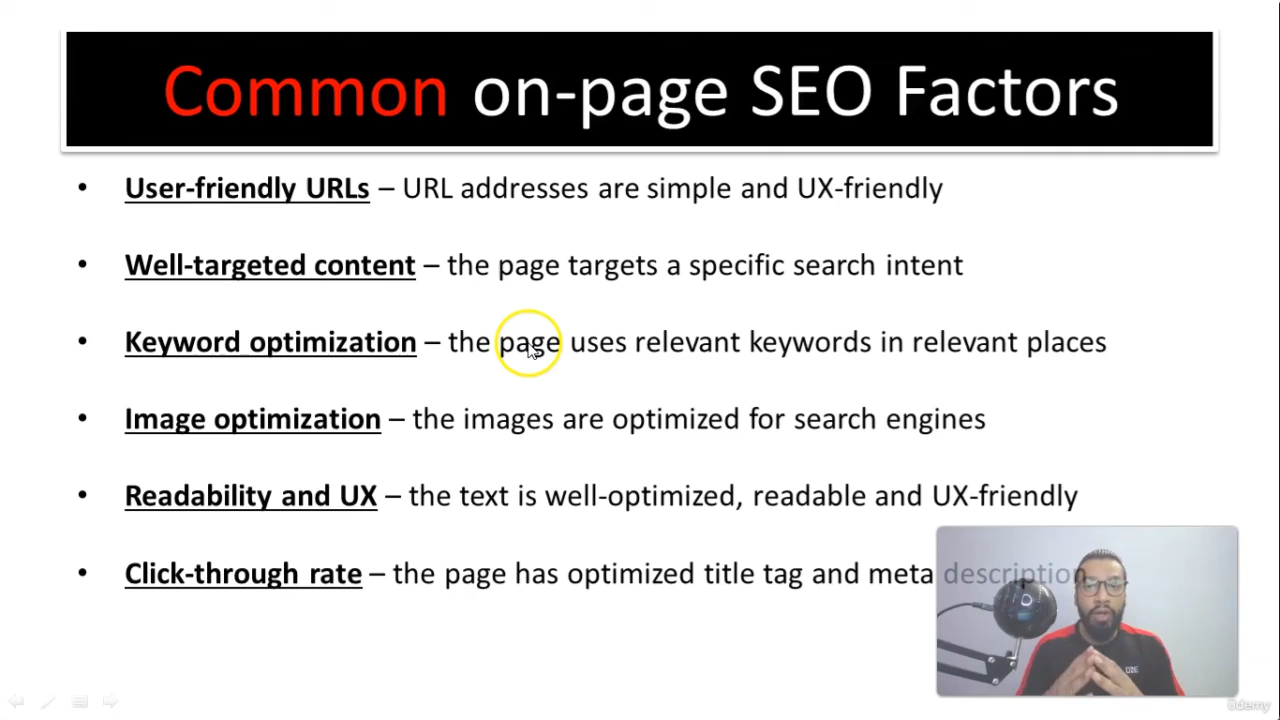 Common on-page SEO Factors
• User-friendly URLs – URL addresses are simple and UX-friendly
• Well-targeted content – the page targets a specific search intent
• Keyword optimization – the page uses relevant keywords in relevant places
• Image optimization – the images are optimized for search engines
• Readability and UX – the text is well-optimized, readable and UX-friendly
• Click-through rate – the page has optimized title tag and meta description
ûdemy